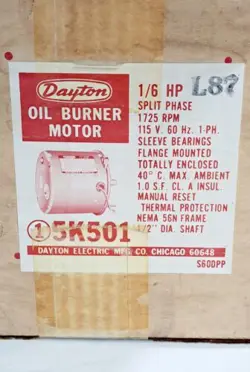 Dayton
OIL BURNER
MOTOR
1/6 HP L87
SPLIT PHASE
1725 RPM
115 V. 60 Hz. 1-PH.
SLEEVE BEARINGS
FLANGE MOUNTED
TOTALLY ENCLOSED
40° C. MAX. AMBIENT
1.0 S.F. CL. A INSUL.
MANUAL RESET
THERMAL PROTECTION
NEMA 56N FRAME
1/2" DIA. SHAFT
1 5K501
DAYTON ELECTRIC MFG. CO. CHICAGO 60648
S60DPP